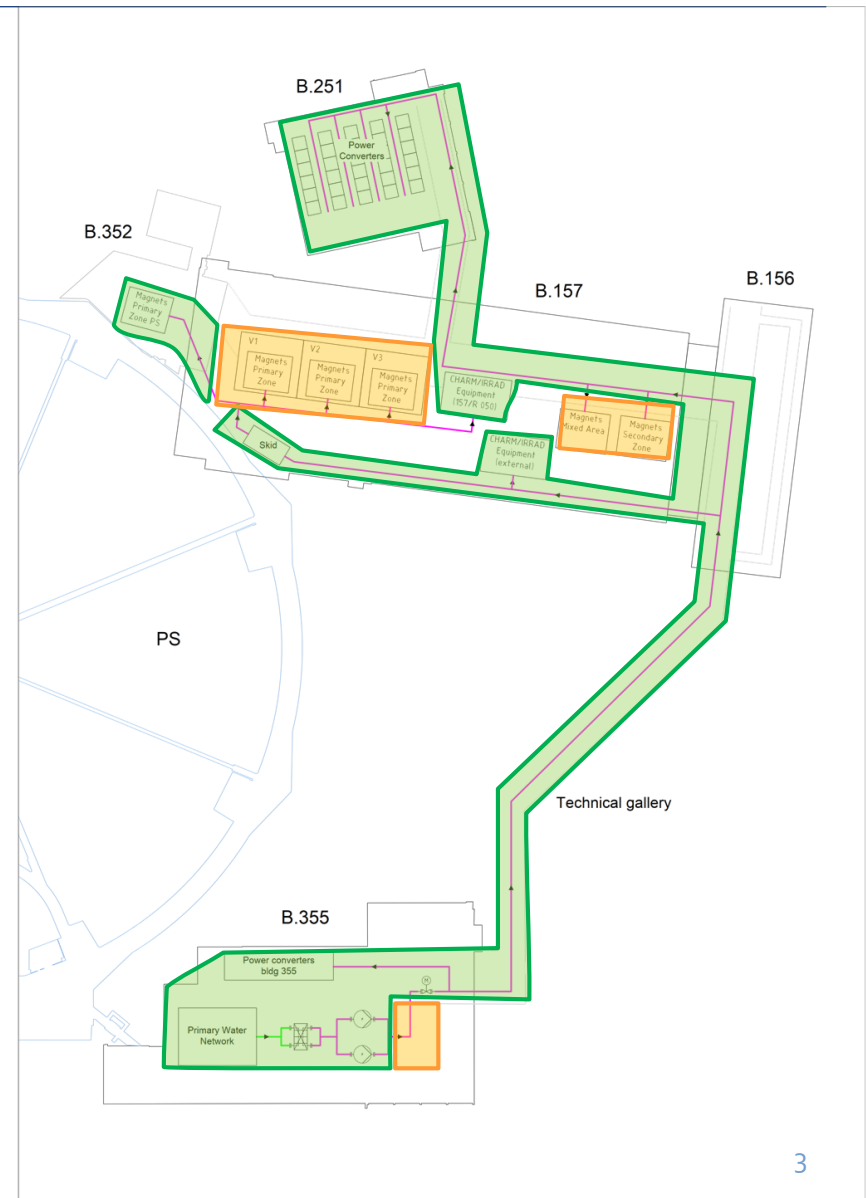 B.251
Power
Converters
B.352
B.157
B.156
Magnets
Primary
Zone PS
V1
V2
V3
Magnets
Primary
Zone
Magnets
Primary
Zone
Magnets
Primary
Zone
CHARM/IRRAD
Equipment
(157/R 050)
Magnets
Mixed Area
Magnets
Secondary
Zone
Skid
CHARM/IRRAD
Equipment
(external)
PS
Technical gallery
B.355
Power converters
bldg 355
M
Primary Water
Network
3